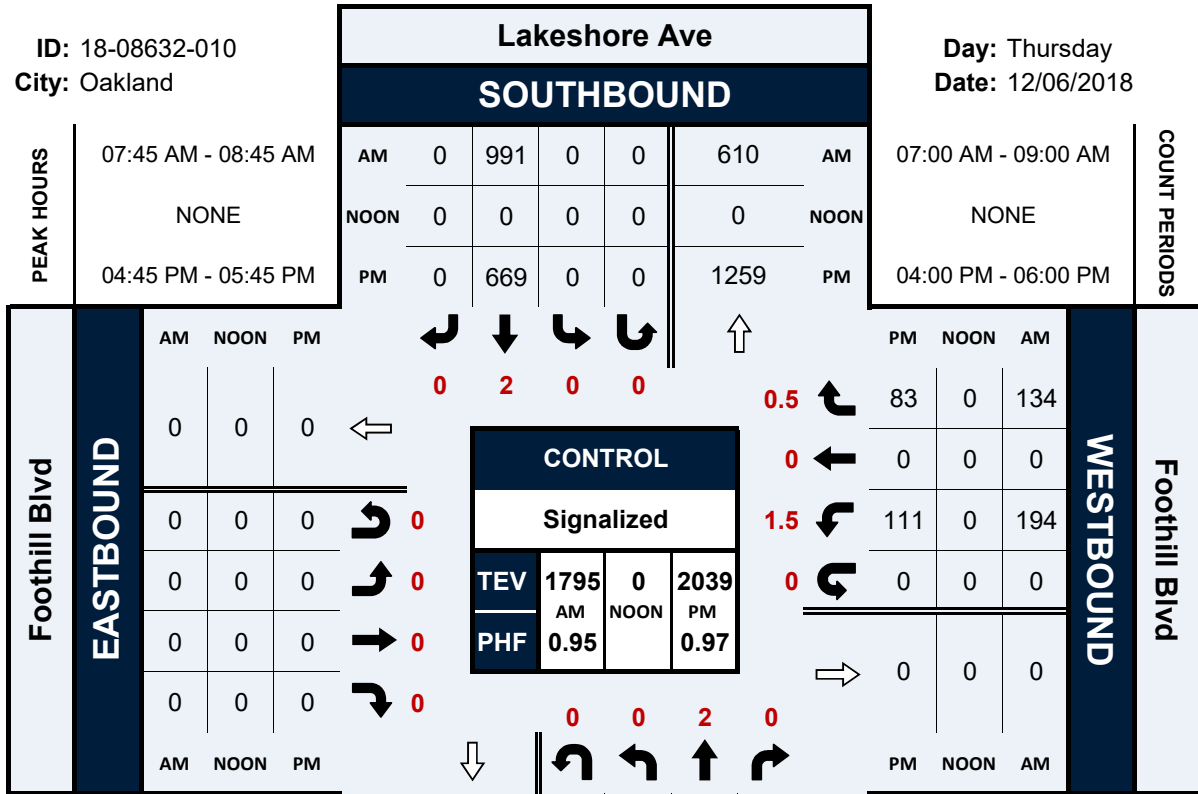 Lakeshore Ave
ID: 18-08632-010
Day: Thursday
City: Oakland
Date: 12/06/2018
SOUTHBOUND
PEAK HOURS
07:45 AM - 08:45 AM
AM 0 991 0 0 610 AM
07:00 AM - 09:00 AM
COUNT PERIODS
NONE
NOON 0 0 0 0 0 NOON
NONE
04:45 PM - 05:45 PM
PM 0 669 0 0 1259 PM
04:00 PM - 06:00 PM
Foothill Blvd
EASTBOUND
AM NOON PM
PM NOON AM
0 2 0 0
0.5 83 0 134
0 0 0
0 0 0 0
0 0 0 0
1.5 111 0 194
0 0 0 0
0 0 0 0
0 0 0 0
0 0 0
0 0 0 0
CONTROL
Signalized
TEV 1795 0 2039
AM NOON PM
PHF 0.95 0.97
WESTBOUND
Foothill Blvd
0 0 2 0
AM NOON PM
PM NOON AM